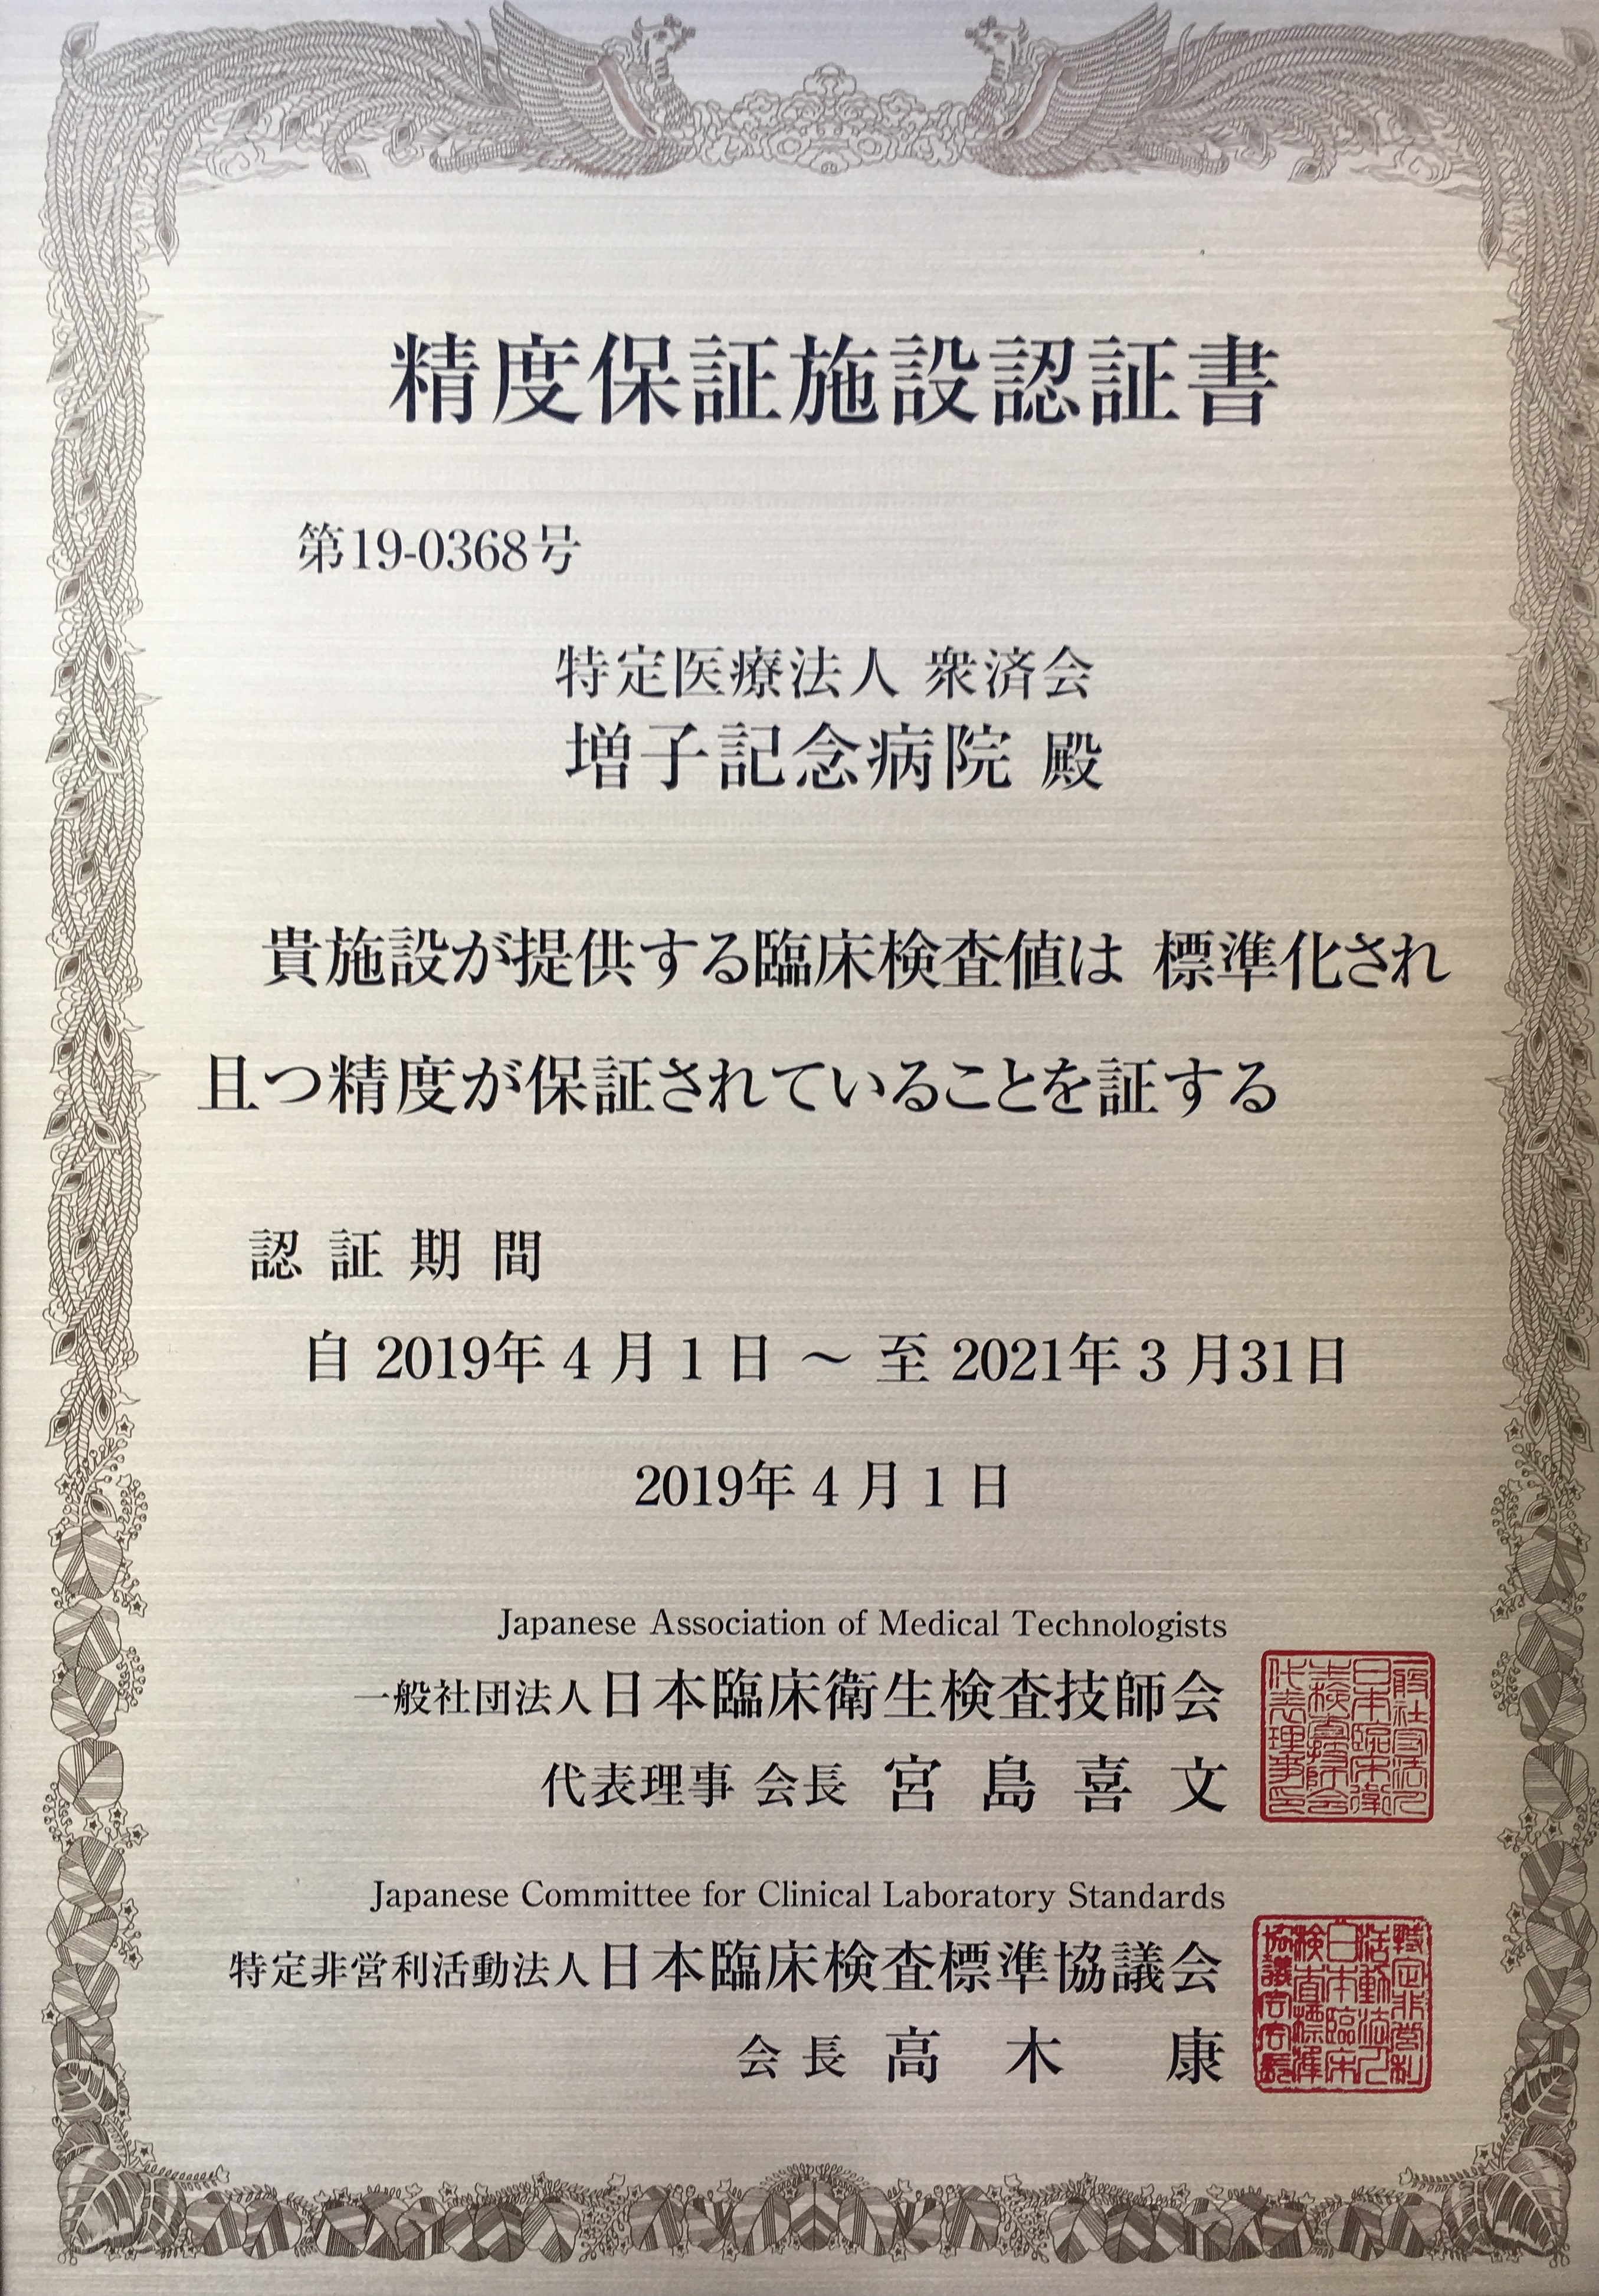 精度保証施設認証書
第19-0368号
特定医療法人 衆済会
増子記念病院 殿
貴施設が提供する臨床検査値は 標準化され
且つ精度が保証されていることを証する
認証期間
自 2019年 4 月 1 日 ～ 至 2021年 3 月31日
2019年 4 月 1 日
Japanese Association of Medical Technologists
一般社団法人日本臨床衛生検査技師会
代表理事 会長 宮島喜文
Japanese Committee for Clinical Laboratory Standards
特定非営利活動法人日本臨床検査標準協議会
会長 高木 康